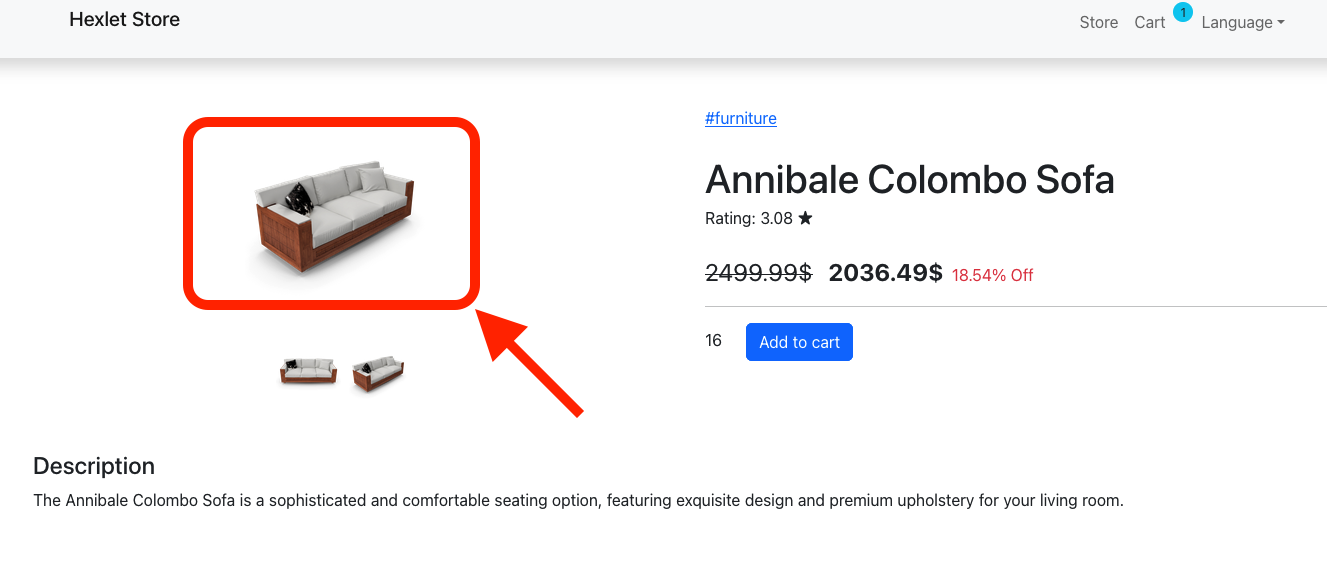 Hexlet Store
Store Cart 1 Language
#furniture
Annibale Colombo Sofa
Rating: 3.08 ★
2499.99$ 2036.49$ 18.54% Off
16 Add to cart
Description
The Annibale Colombo Sofa is a sophisticated and comfortable seating option, featuring exquisite design and premium upholstery for your living room.